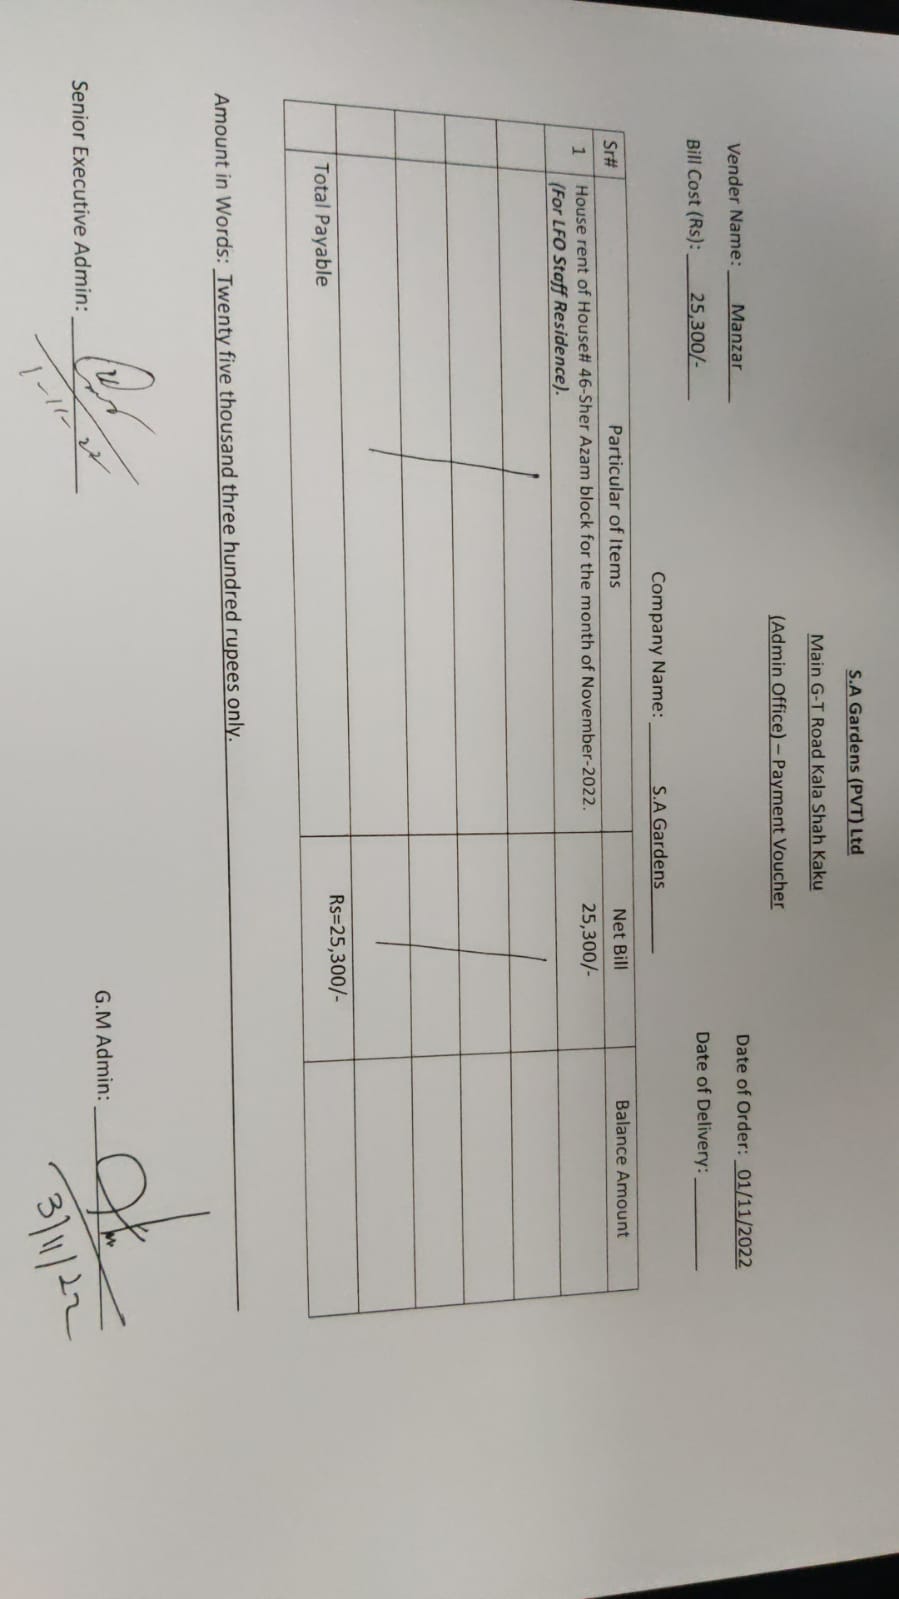 S.A Gardens (PVT) Ltd
Main G-T Road Kala Shah Kaku
(Admin Office) – Payment Voucher
Vender Name: Manzar
Date of Order: 01/11/2022
Bill Cost (Rs): 25,300/-
Date of Delivery:
Company Name: S.A Gardens
Sr# Particular of Items Net Bill Balance Amount
1 House rent of House# 46-Sher Azam block for the month of November-2022. 25,300/-
(For LFO Staff Residence).
Total Payable Rs=25,300/-
Amount in Words: Twenty five thousand three hundred rupees only.
Senior Executive Admin:
1-11-22
G.M Admin:
3/11/22